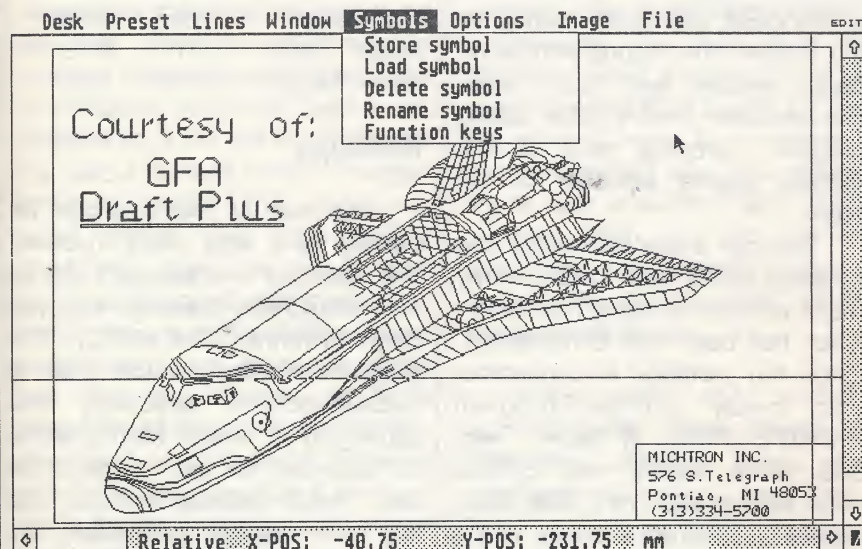 Desk Preset Lines Window Symbols Options Image File EDIT
Store symbol
Load symbol
Delete symbol
Rename symbol
Function keys
Courtesy of:
GFA
Draft Plus
MICHTRON INC.
576 S.Telegraph
Pontiac, MI 48053
(313)334-5700
Relative X-POS: -40.75 Y-POS: -231.75 mm